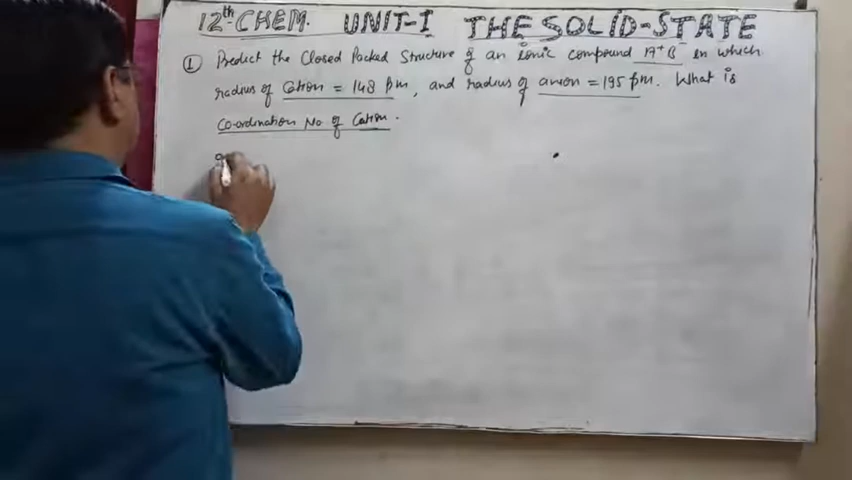 12th CHEM. UNIT-I THE SOLID-STATE
① Predict the Closed Packed Structure of an ionic compound A⁺B⁻ in which
radius of Cation = 148 pm, and radius of anion = 195 pm. What is
Co-ordination No of Cation.